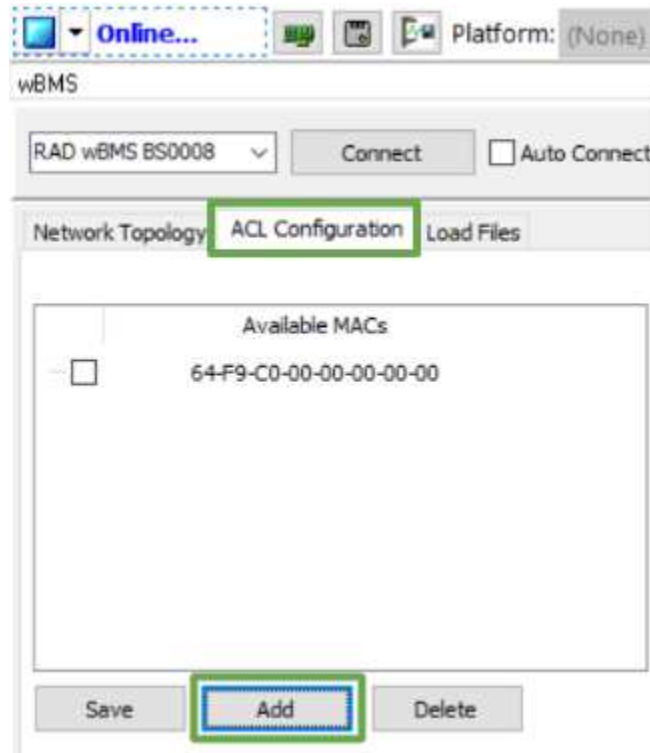 Online... Platform: (None)
wBMS
RAD wBMS BS0008 Connect Auto Connect
Network Topology ACL Configuration Load Files
Available MACs
64-F9-C0-00-00-00-00-00
Save Add Delete